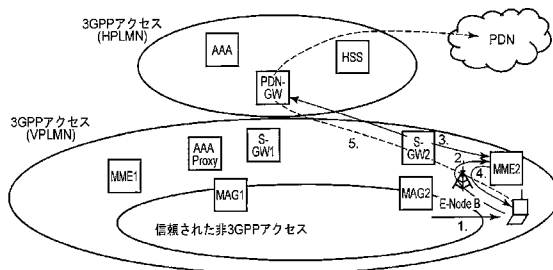 3GPPアクセス
(HPLMN)
AAA
HSS
PDN
PDN-
GW
3GPPアクセス
(VPLMN)
S-
GW1
AAA
Proxy
5.
S-
GW2
3.
2.
MME2
MME1
4.
MAG1
MAG2
E-Node B
信頼された非3GPPアクセス
1.